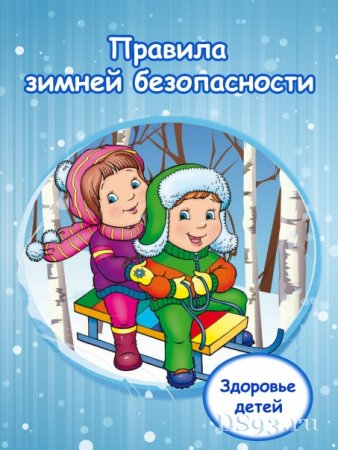 Правила
зимней безопасности
Здоровье
детей
DS93.ru